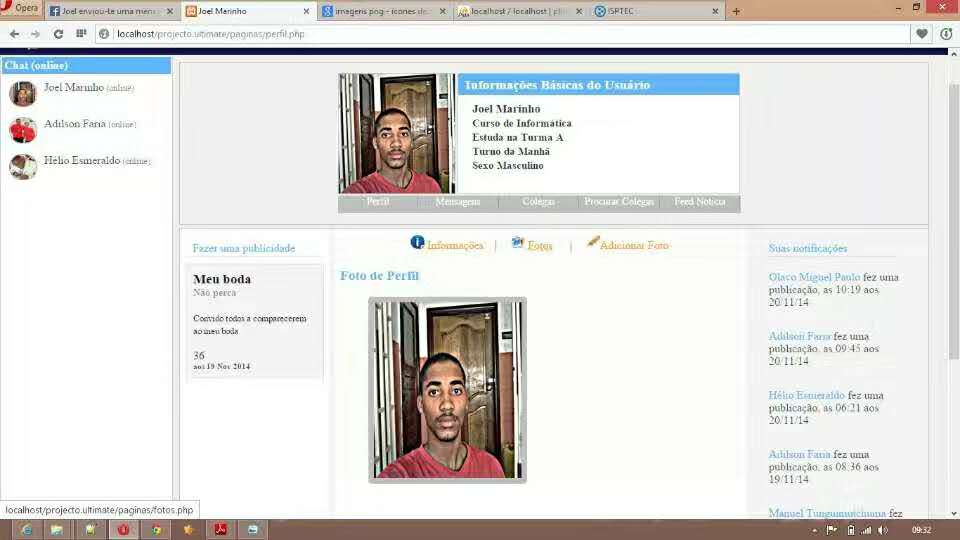 Opera
Joel enviou-te uma mens
Joel Marinho
imagens png - ícones de
localhost / localhost | p
ISPTEC
localhost/projecto.ultimate/paginas/perfil.php
Chat (online)
Joel Marinho (online)
Adilson Faria (online)
Hélio Esmeraldo (online)
Informações Básicas do Usuário
Joel Marinho
Curso de Informática
Estuda na Turma A
Turno da Manhã
Sexo Masculino
Perfil
Mensagens
Colegas
Procurar Colegas
Feed Noticia
Fazer uma publicidade
Meu boda
Não perca
Convido todos a comparecerem
ao meu boda
36
aos 19 Nov 2014
Informações | Fotos | Adicionar Foto
Foto de Perfil
Suas notificações
Olavo Miguel Paulo fez uma
publicação, as 10:19 aos
20/11/14
Adilson Faria fez uma
publicação, as 09:45 aos
20/11/14
Hélio Esmeraldo fez uma
publicação, as 06:21 aos
20/11/14
Adilson Faria fez uma
publicação, as 08:36 aos
19/11/14
Manuel Tunguimutchuna fez
localhost/projecto.ultimate/paginas/fotos.php
09:32